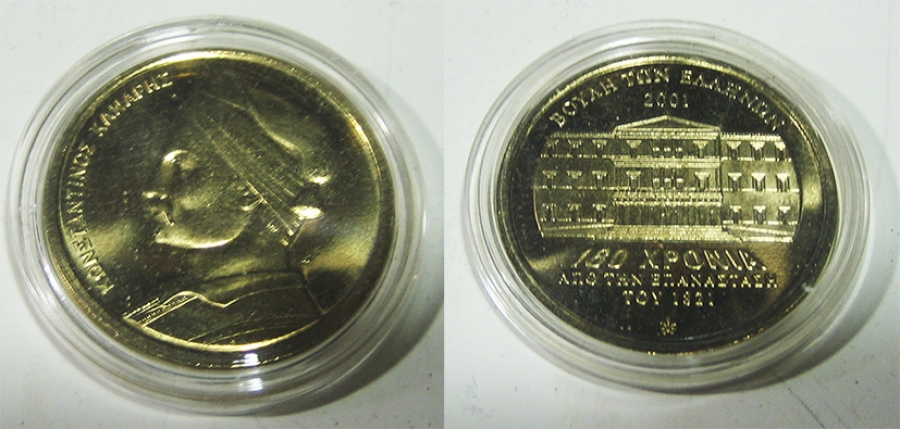 ΚΩΝΣΤΑΝΤΙΝΟΣ ΚΑΝΑΡΗΣ
ΒΟΥΛΗ ΤΩΝ ΕΛΛΗΝΩΝ
2001
180 ΧΡΟΝΙΑ
ΑΠΟ ΤΗΝ ΕΠΑΝΑΣΤΑΣΗ
ΤΟΥ 1821